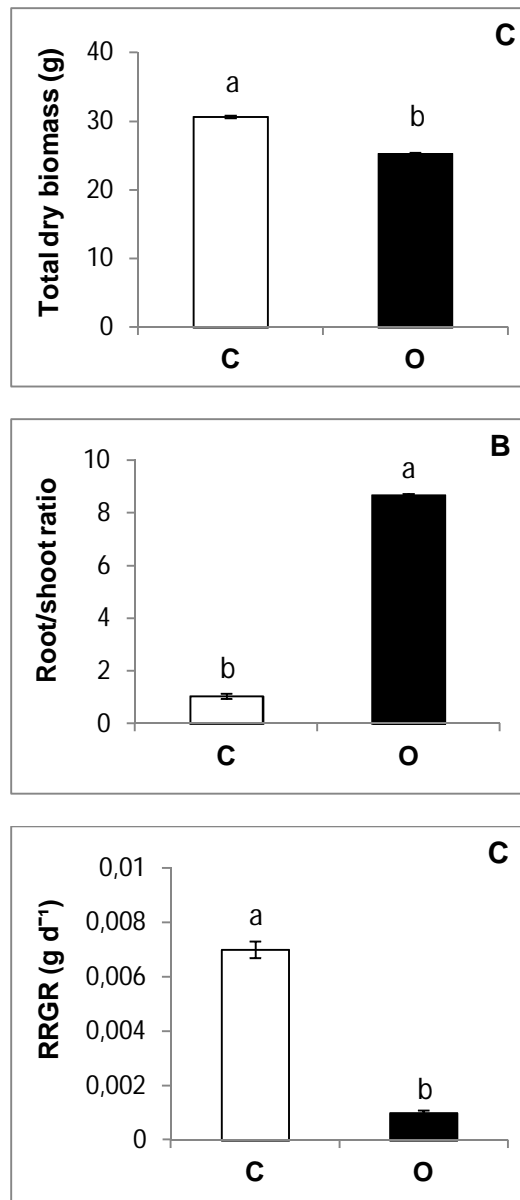 C
Total dry biomass (g)
40
30
20
10
0
a
b
C O
B
Root/shoot ratio
10
8
6
4
2
0
b
a
C O
C
RRGR (g d⁻¹)
0,01
0,008
0,006
0,004
0,002
0
a
b
C O